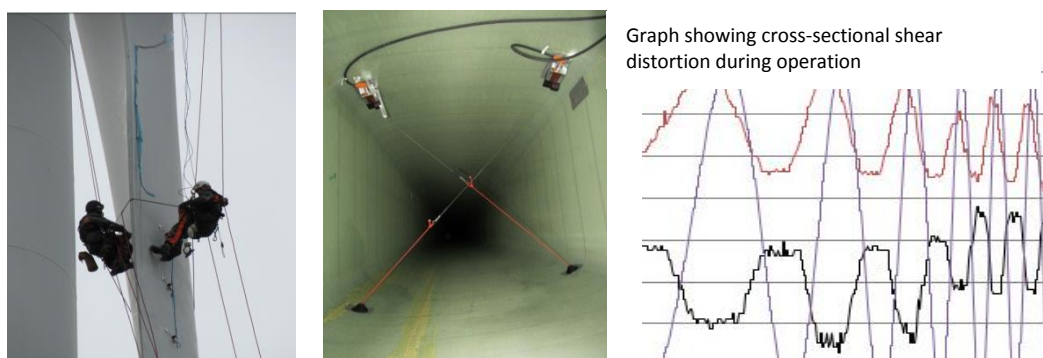 Graph showing cross-sectional shear
distortion during operation